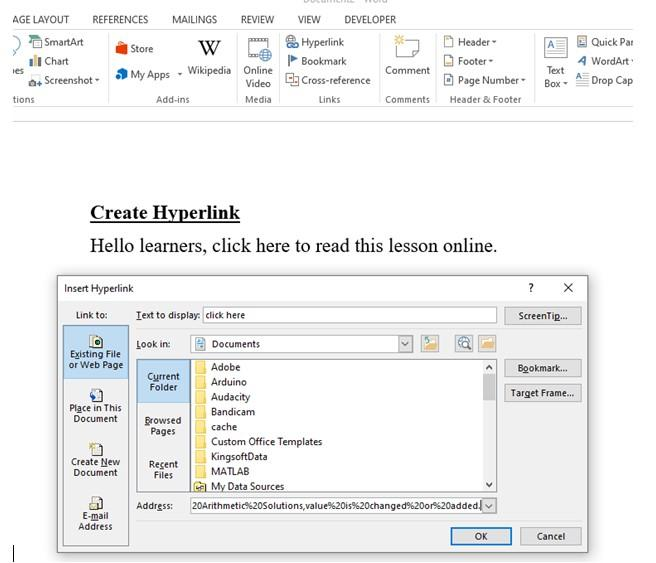 Document2 - Word
AGE LAYOUT REFERENCES MAILINGS REVIEW VIEW DEVELOPER
SmartArt
Chart
Screenshot
tions
Store
My Apps
Wikipedia
Add-ins
Online
Video
Media
Hyperlink
Bookmark
Cross-reference
Links
Comment
Comments
Header
Footer
Page Number
Header & Footer
Text
Box
Quick Par
WordArt
Drop Cap
Create Hyperlink
Hello learners, click here to read this lesson online.
Insert Hyperlink ?
Link to:
Existing File
or Web Page
Place in This
Document
Create New
Document
E-mail
Address
Text to display: click here
ScreenTip...
Look in: Documents
Current
Folder
Browsed
Pages
Recent
Files
Adobe
Arduino
Audacity
Bandicam
cache
Custom Office Templates
KingsoftData
MATLAB
My Data Sources
Bookmark...
Target Frame...
Address: 20Arithmetic%20Solutions,value%20is%20changed%20or%20added.
OK Cancel